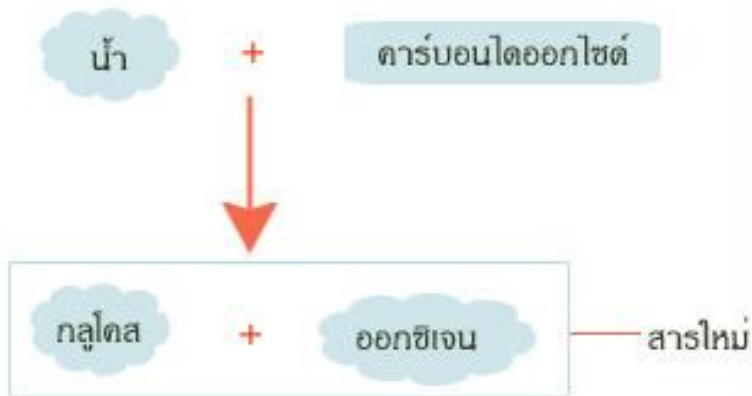 น้ำ + คาร์บอนไดออกไซด์
กลูโคส + ออกซิเจน สารใหม่